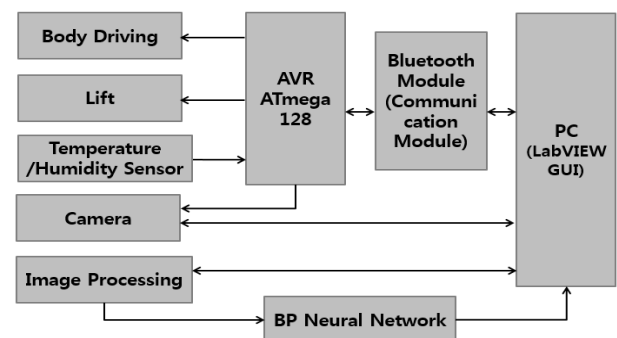 Body Driving
Lift
Temperature
/Humidity Sensor
Camera
Image Processing
AVR
ATmega
128
Bluetooth
Module
(Communi
cation
Module)
PC
(LabVIEW
GUI)
BP Neural Network